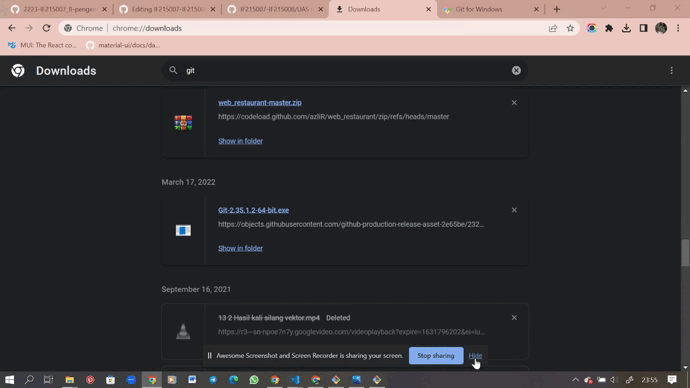 2223-IF215007_II-pengem
Editing IF215007-IF21500
IF215007-IF215008/UAS
Downloads
Git for Windows
Chrome
chrome://downloads
MUI: The React co...
material-ui/docs/da...
Downloads
git
web_restaurant-master.zip
https://codeload.github.com/azliR/web_restaurant/zip/refs/heads/master
Show in folder
March 17, 2022
Git-2.35.1.2-64-bit.exe
https://objects.githubusercontent.com/github-production-release-asset-2e65be/232...
Show in folder
September 16, 2021
13 2 Hasil kali silang vektor.mp4 Deleted
https://r3---sn-npoe7n7y.googlevideo.com/videoplayback?expire=1631796202&ei=Iu...
Awesome Screenshot and Screen Recorder is sharing your screen.
Stop sharing
Hide
23:55